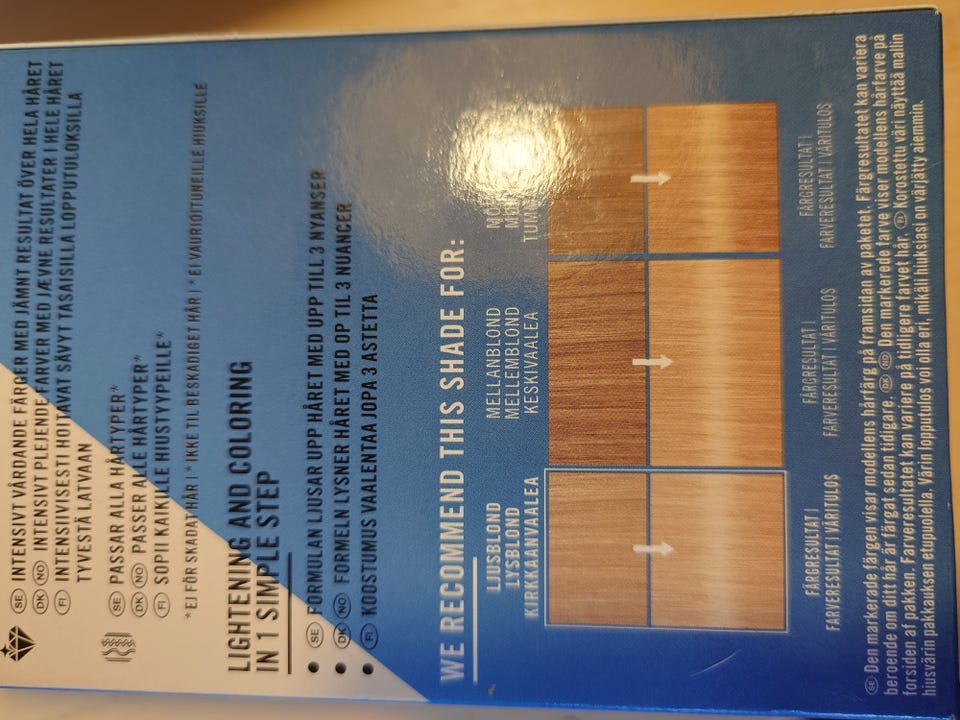 SE INTENSIVT VÅRDANDE FÄRGER MED JÄMNT RESULTAT ÖVER HELA HÅRET
DK NO INTENSIVT PLEJENDE FARVER MED JÆVNE RESULTATER I HELE HÅRET
FI INTENSIIVISESTI HOITAVAT SÄVYT TASAISILLA LOPPUTULOKSILLA
TYVESTÄ LATVAAN
SE PASSAR ALLA HÅRTYPER*
DK NO PASSER ALLE HÅRTYPER*
FI SOPII KAIKILLE HIUSTYYPEILLE*
*EJ FÖR SKADAT HÅR | *IKKE TIL BESKADIGET HÅR | *EI VAURIOITUNEILLE HIUKSILLE
LIGHTENING AND COLORING
IN 1 SIMPLE STEP
• SE FORMULAN LJUSAR UPP HÅRET MED UPP TILL 3 NYANSER
• DK NO FORMELN LYSNER HÅRET MED OP TIL 3 NUANCER
• FI KOOSTUMUS VAALENTAA JOPA 3 ASTETTA
WE RECOMMEND THIS SHADE FOR:
LJUSBLOND
LYSBLOND
KIRKKAANVAALEA
MELLANBLOND
MELLEMBLOND
KESKIVAALEA
FÄRGRESULTAT |
FARVERESULTAT | VÄRITULOS
FÄRGRESULTAT |
FARVERESULTAT | VÄRITULOS
FÄRGRESULTAT |
FARVERESULTAT | VÄRITULOS
SE Den markerade färgen visar modellens hårfärg på framsidan av paketet. Färgresultatet kan variera
beroende om ditt hår är färgat sedan tidigare. DK NO Den markerede farve viser modellens hårfarve på
forsiden af pakken. Farveresultatet kan variere på tidligere farvet hår. FI Korostettu väri näyttää mallin
hiusvärin pakkauksen etupuolella. Värin lopputulos voi olla eri, mikäli hiuksiasi on värjätty aiemmin.